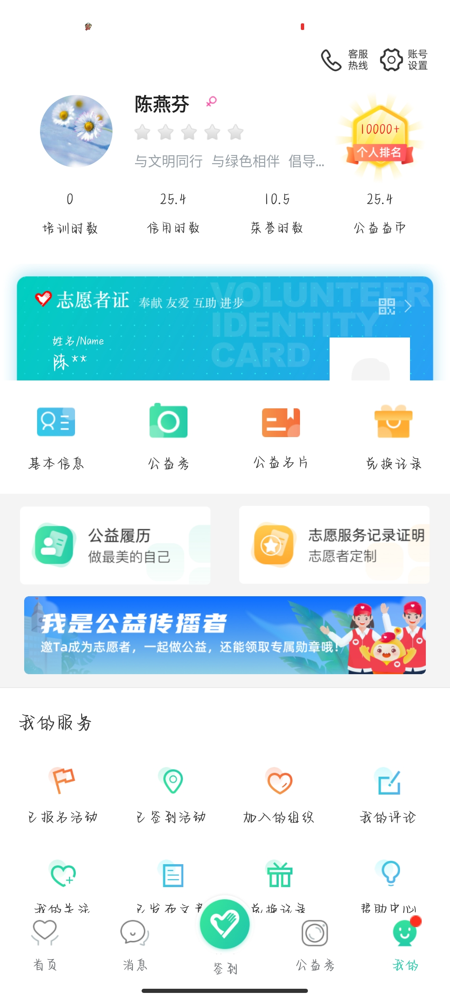 客服
热线
账号
设置
陈燕芬
10000+
个人排名
与文明同行 与绿色相伴 倡导...
0 25.4 10.5 25.4
培训时数 信用时数 荣誉时数 公益益币
志愿者证 奉献 友爱 互助 进步
VOLUNTEER
IDENTITY
CARD
姓名/Name
陈**
基本信息 公益秀 公益名片 兑换记录
公益履历
做最美的自己
志愿服务记录证明
志愿者定制
我是公益传播者
邀Ta成为志愿者，一起做公益，还能领取专属勋章哦！
我的服务
已报名活动 已签到活动 加入的组织 我的评论
我的关注 已发布文章 兑换记录 帮助中心
首页 消息 签到 公益秀 我的